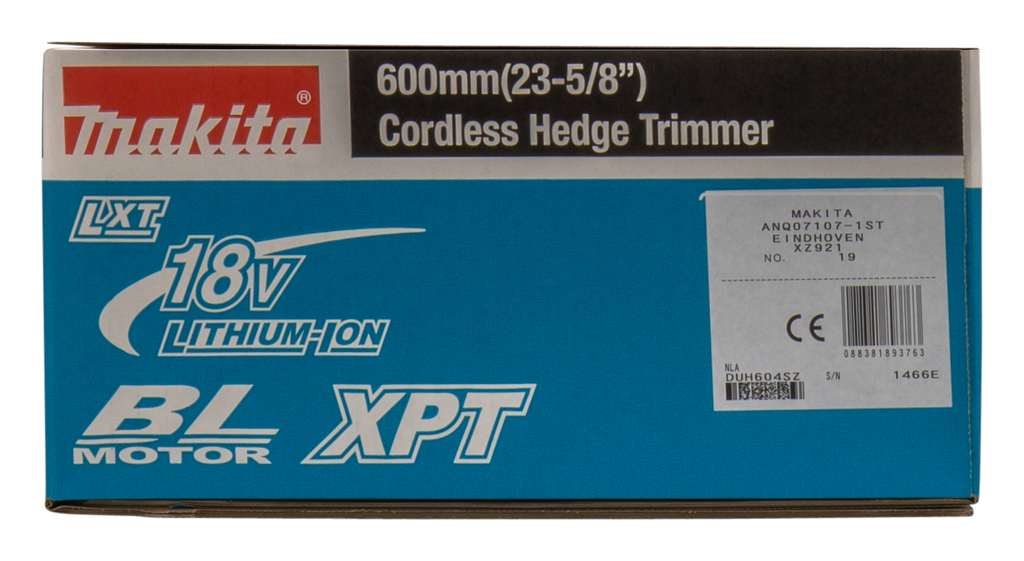 makita®
600mm(23-5/8”)
Cordless Hedge Trimmer
LXT
18V
LITHIUM-ION
BL
MOTOR
XPT
MAKITA
ANQ07107-1ST
EINDHOVEN
XZ921
NO. 19
CE
088381893763
NLA
DUH604SZ S/N 1466E